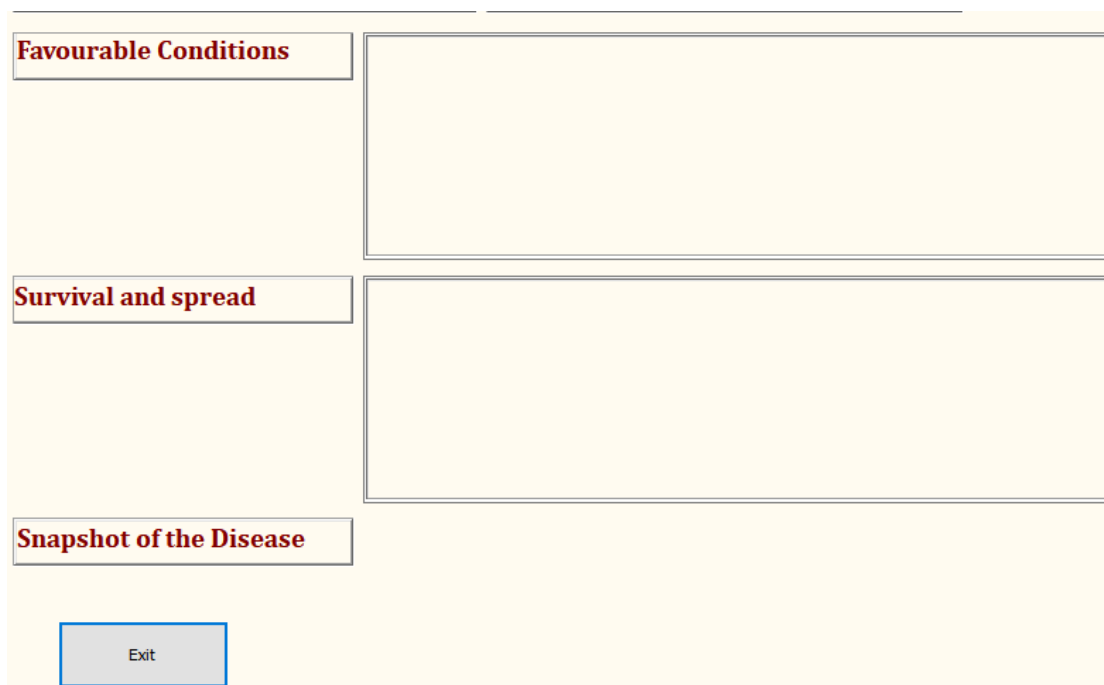 Favourable Conditions
Survival and spread
Snapshot of the Disease
Exit